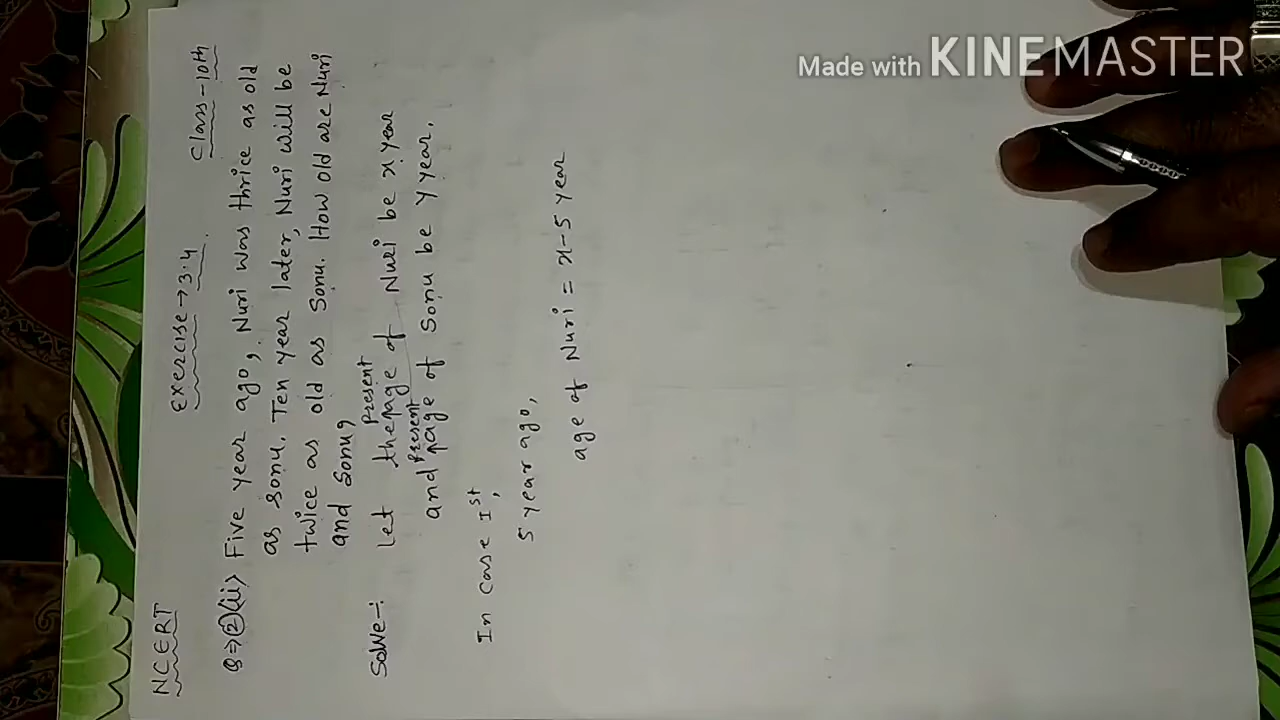 NCERT
Exercise→3.4.
Class-10th
Q⇒②(ii)> Five year ago, Nuri was thrice as old
as Sonu. Ten year later, Nuri will be
twice as old as Sonu. How old are Nuri
and Sonu,
Solve-: Let the present age of Nuri be x year
and present age of Sonu be y year.
In case Ist,
5 year ago,
age of Nuri = x-5 year
Made with KINEMASTER